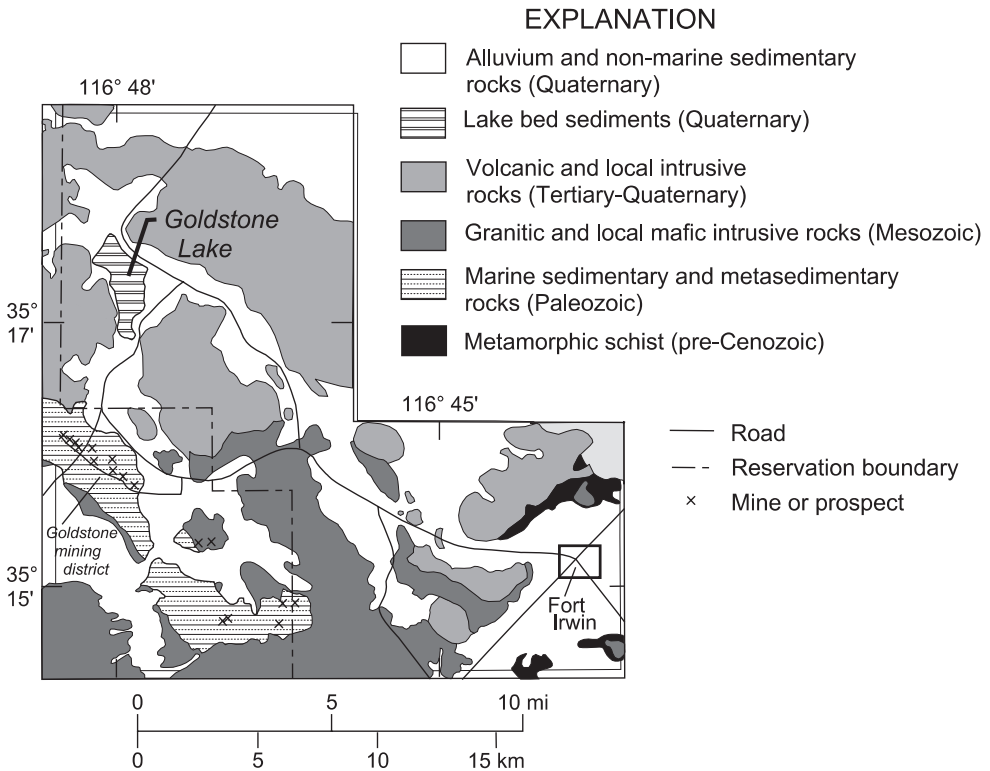 EXPLANATION
Alluvium and non-marine sedimentary
rocks (Quaternary)
Lake bed sediments (Quaternary)
Volcanic and local intrusive
rocks (Tertiary-Quaternary)
Granitic and local mafic intrusive rocks (Mesozoic)
Marine sedimentary and metasedimentary
rocks (Paleozoic)
Metamorphic schist (pre-Cenozoic)
116° 48'
Goldstone
Lake
35°
17'
116° 45'
Road
Reservation boundary
Mine or prospect
Goldstone
mining
district
35°
15'
Fort
Irwin
0 5 10 mi
0 5 10 15 km